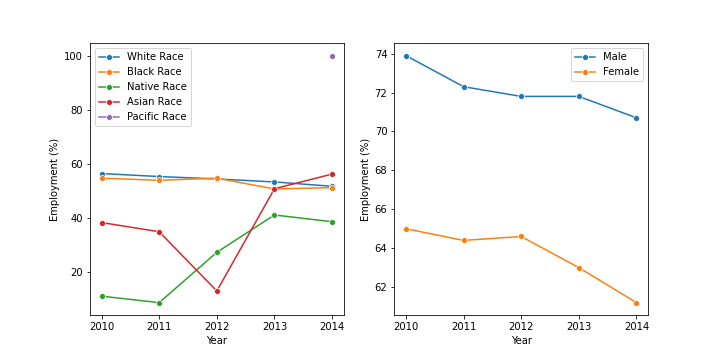 White Race
Black Race
Native Race
Asian Race
Pacific Race
100
80
60
40
20
Employment (%)
2010 2011 2012 2013 2014
Year
Male
Female
74
72
70
68
66
64
62
Employment (%)
2010 2011 2012 2013 2014
Year